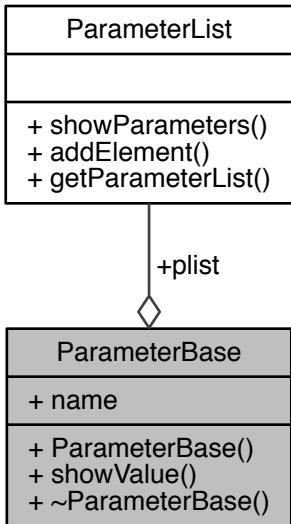 ParameterList
+ showParameters()
+ addElement()
+ getParameterList()
+plist
ParameterBase
+ name
+ ParameterBase()
+ showValue()
+ ~ParameterBase()